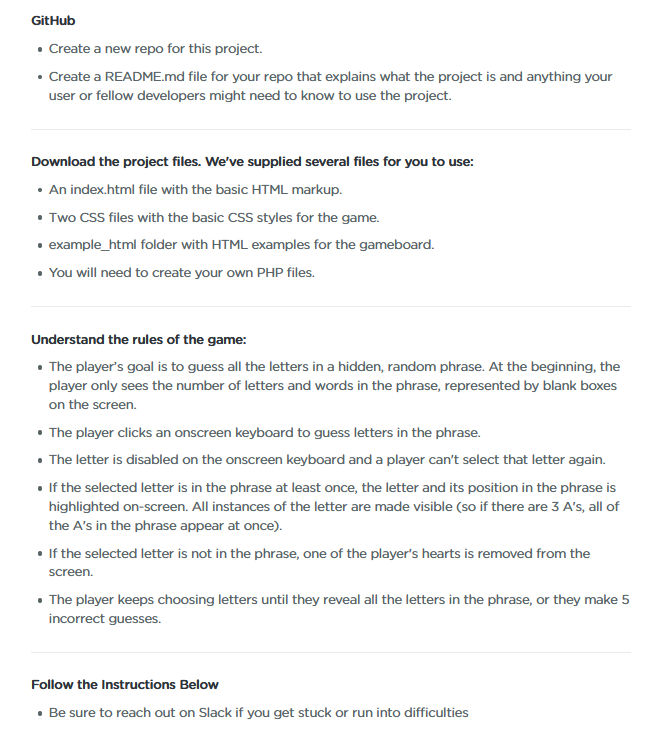 GitHub
• Create a new repo for this project.
• Create a README.md file for your repo that explains what the project is and anything your
user or fellow developers might need to know to use the project.
Download the project files. We've supplied several files for you to use:
• An index.html file with the basic HTML markup.
• Two CSS files with the basic CSS styles for the game.
• example_html folder with HTML examples for the gameboard.
• You will need to create your own PHP files.
Understand the rules of the game:
• The player's goal is to guess all the letters in a hidden, random phrase. At the beginning, the
player only sees the number of letters and words in the phrase, represented by blank boxes
on the screen.
• The player clicks an onscreen keyboard to guess letters in the phrase.
• The letter is disabled on the onscreen keyboard and a player can't select that letter again.
• If the selected letter is in the phrase at least once, the letter and its position in the phrase is
highlighted on-screen. All instances of the letter are made visible (so if there are 3 A's, all of
the A's in the phrase appear at once).
• If the selected letter is not in the phrase, one of the player's hearts is removed from the
screen.
• The player keeps choosing letters until they reveal all the letters in the phrase, or they make 5
incorrect guesses.
Follow the Instructions Below
• Be sure to reach out on Slack if you get stuck or run into difficulties